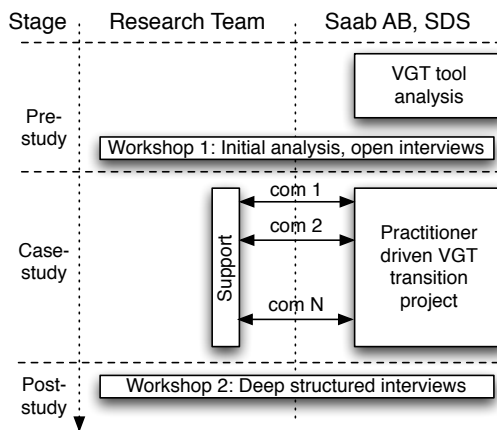 Stage
Research Team
Saab AB, SDS
VGT tool
analysis
Pre-
study
Workshop 1: Initial analysis, open interviews
Case-
study
Support
com 1
com 2
com N
Practitioner
driven VGT
transition
project
Post-
study
Workshop 2: Deep structured interviews